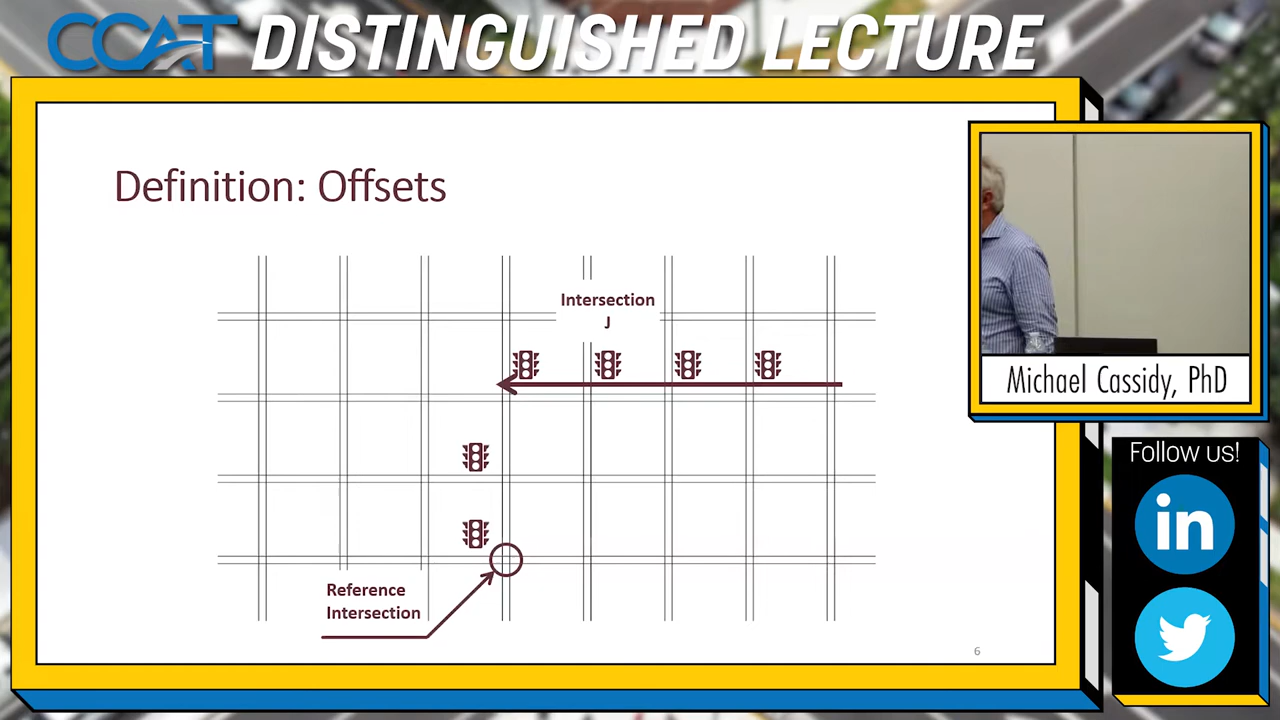 CCAT DISTINGUISHED LECTURE
Definition: Offsets
Intersection
J
Reference
Intersection
6
Michael Cassidy, PhD
Follow us!
in